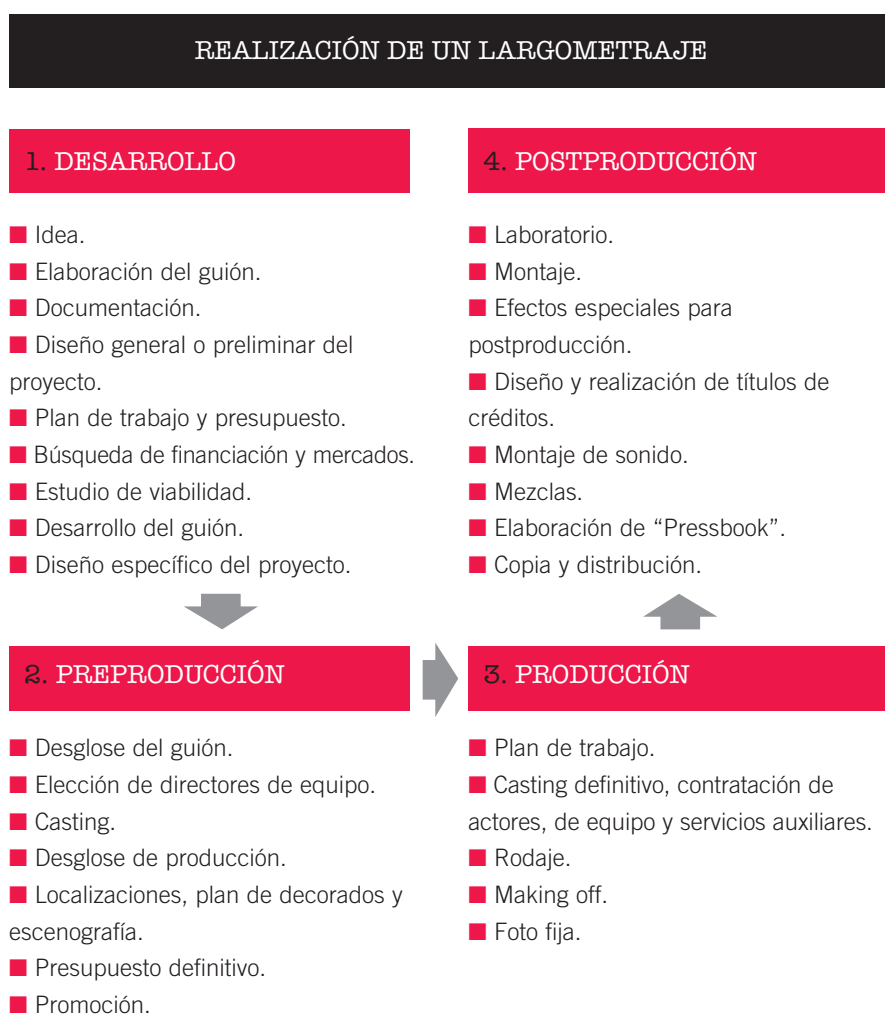 REALIZACIÓN DE UN LARGOMETRAJE
1. DESARROLLO
■ Idea.
■ Elaboración del guión.
■ Documentación.
■ Diseño general o preliminar del
proyecto.
■ Plan de trabajo y presupuesto.
■ Búsqueda de financiación y mercados.
■ Estudio de viabilidad.
■ Desarrollo del guión.
■ Diseño específico del proyecto.
2. PREPRODUCCIÓN
■ Desglose del guión.
■ Elección de directores de equipo.
■ Casting.
■ Desglose de producción.
■ Localizaciones, plan de decorados y
escenografía.
■ Presupuesto definitivo.
■ Promoción.
3. PRODUCCIÓN
■ Plan de trabajo.
■ Casting definitivo, contratación de
actores, de equipo y servicios auxiliares.
■ Rodaje.
■ Making off.
■ Foto fija.
4. POSTPRODUCCIÓN
■ Laboratorio.
■ Montaje.
■ Efectos especiales para
postproducción.
■ Diseño y realización de títulos de
créditos.
■ Montaje de sonido.
■ Mezclas.
■ Elaboración de “Pressbook”.
■ Copia y distribución.